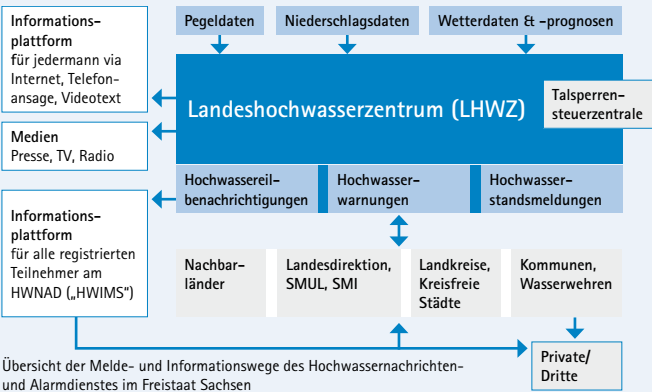 Informations-
plattform
für jedermann via
Internet, Telefon-
ansage, Videotext
Medien
Presse, TV, Radio
Informations-
plattform
für alle registrierten
Teilnehmer am
HWNAD („HWIMS")
Pegeldaten
Niederschlagsdaten
Wetterdaten & -prognosen
Landeshochwasserzentrum (LHWZ)
Talsperren-
steuerzentrale
Hochwassereil-
benachrichtigungen
Hochwasser-
warnungen
Hochwasser-
standsmeldungen
Nachbar-
länder
Landesdirektion,
SMUL, SMI
Landkreise,
Kreisfreie
Städte
Kommunen,
Wasserwehren
Private/
Dritte
Übersicht der Melde- und Informationswege des Hochwassernachrichten-
und Alarmdienstes im Freistaat Sachsen